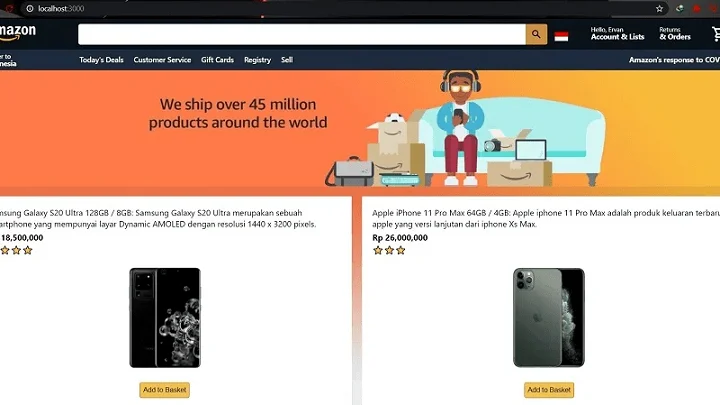 localhost:3000
amazon
Hello, Ervan
Account & Lists
Returns
& Orders
Today's Deals
Customer Service
Gift Cards
Registry
Sell
Amazon's response to COV
We ship over 45 million
products around the world
msung Galaxy S20 Ultra 128GB / 8GB: Samsung Galaxy S20 Ultra merupakan sebuah
artphone yang mempunyai layar Dynamic AMOLED dengan resolusi 1440 x 3200 pixels.
18,500,000
Apple iPhone 11 Pro Max 64GB / 4GB: Apple iphone 11 Pro Max adalah produk keluaran terbaru
apple yang versi lanjutan dari iphone Xs Max.
Rp 26,000,000
Add to Basket
Add to Basket